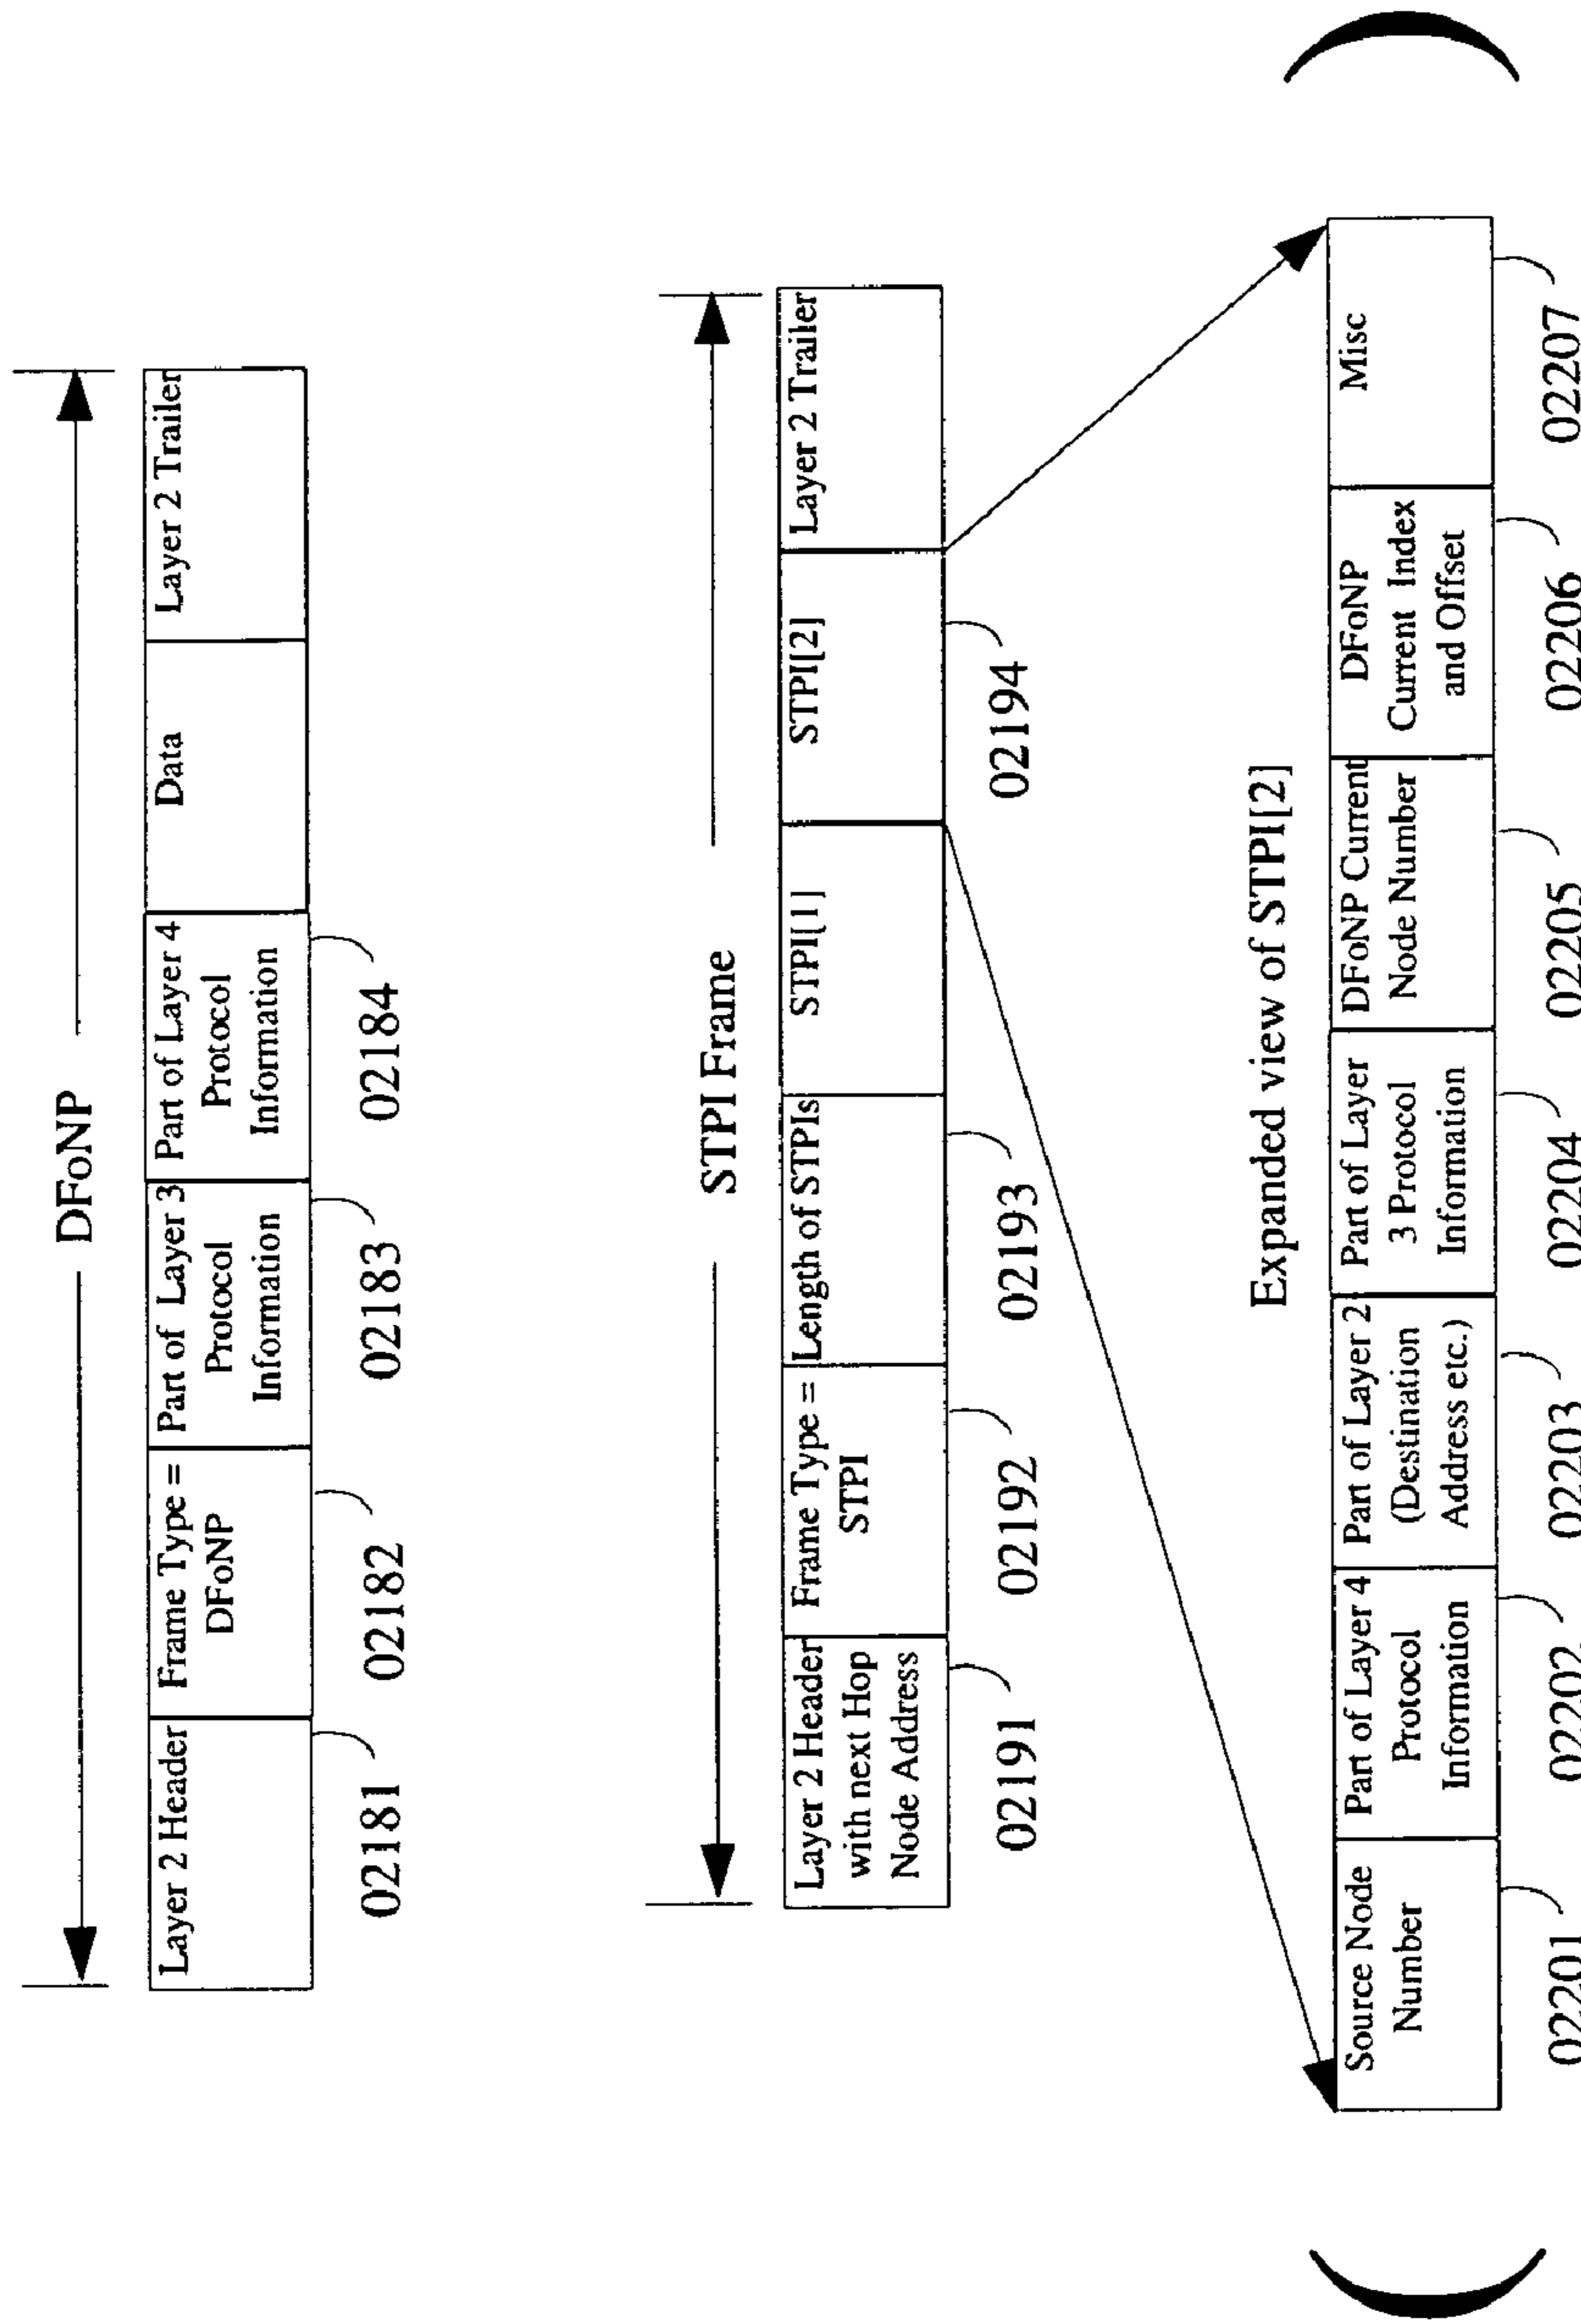 DFoNP
Layer 2 Header
Frame Type =
DFoNP
Part of Layer 3
Protocol
Information
Part of Layer 4
Protocol
Information
Data
Layer 2 Trailer
02181
02182
02183
02184
STPI Frame
Layer 2 Header
with next Hop
Node Address
Frame Type =
STPI
Length of STPIs
STPI[1]
STPI[2]
Layer 2 Trailer
02191
02192
02193
02194
Expanded view of STPI[2]
(
Source Node
Number
Part of Layer 4
Protocol
Information
Part of Layer 2
(Destination
Address etc.)
Part of Layer
3 Protocol
Information
DFoNP Current
Node Number
DFoNP
Current Index
and Offset
Misc
)
02201
02202
02203
02204
02205
02206
02207